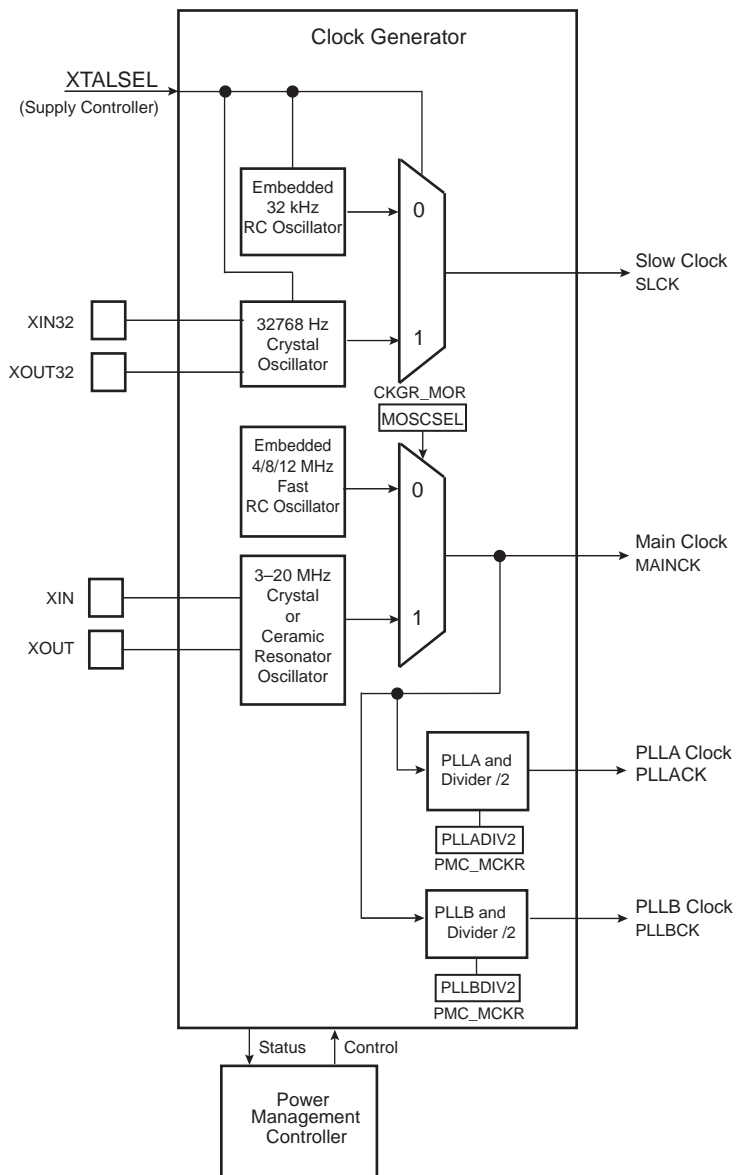 Clock Generator
XTALSEL
(Supply Controller)
Embedded
32 kHz
RC Oscillator
0
Slow Clock
SLCK
XIN32
XOUT32
32768 Hz
Crystal
Oscillator
1
CKGR_MOR
MOSCSEL
Embedded
4/8/12 MHz
Fast
RC Oscillator
0
Main Clock
MAINCK
XIN
XOUT
3–20 MHz
Crystal
or
Ceramic
Resonator
Oscillator
1
PLLA and
Divider /2
PLLA Clock
PLLACK
PLLADIV2
PMC_MCKR
PLLB and
Divider /2
PLLB Clock
PLLBCK
PLLBDIV2
PMC_MCKR
Status
Control
Power
Management
Controller